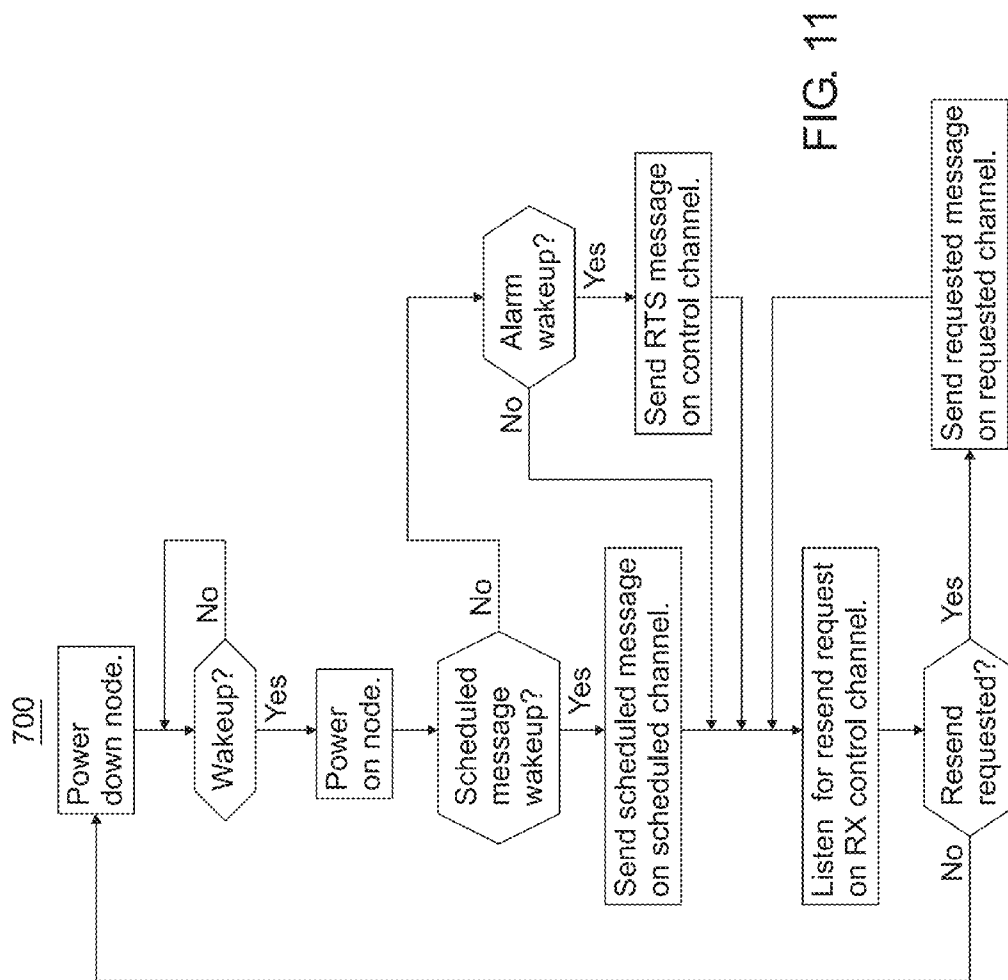 700
Power
down node.
Wakeup?
No
Yes
Power
on node.
Scheduled
message
wakeup?
No
Yes
Alarm
wakeup?
No
Yes
Send scheduled message
on scheduled channel.
Send RTS message
on control channel.
Listen for resend request
on RX control channel.
Resend
requested?
No
Yes
Send requested message
on requested channel.
FIG. 11